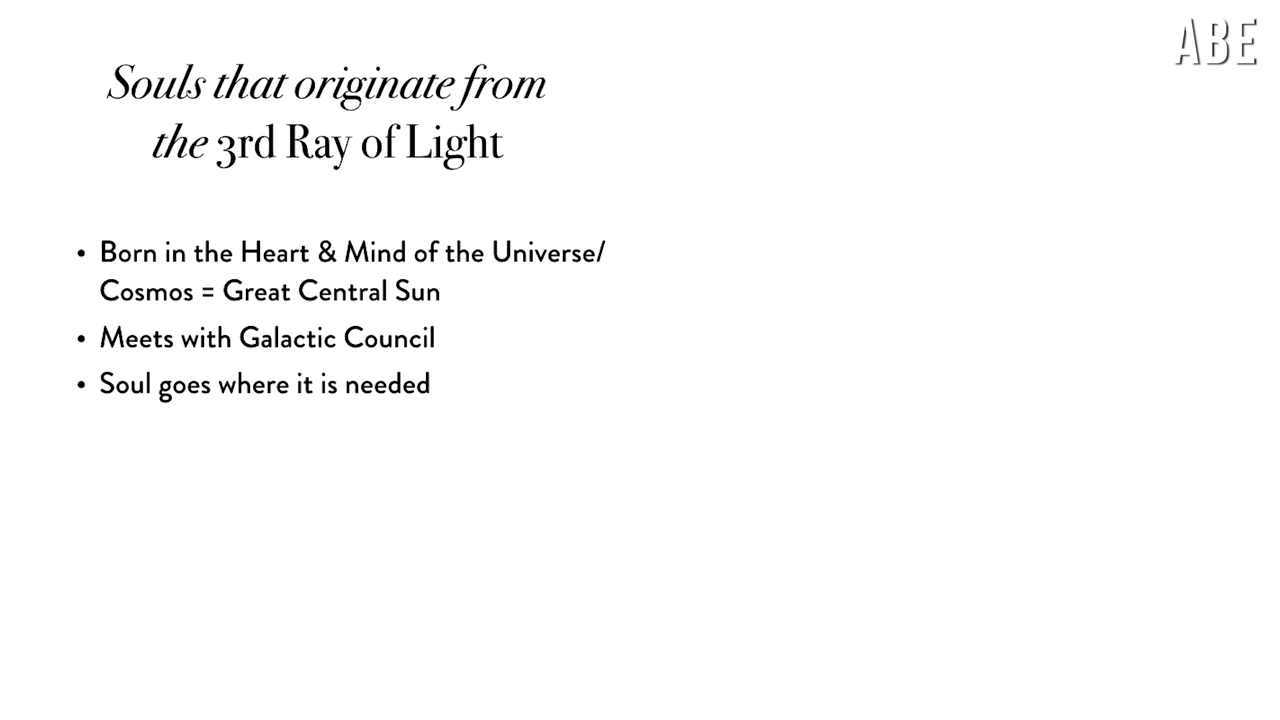 ABE
Souls that originate from
the 3rd Ray of Light
• Born in the Heart & Mind of the Universe/
Cosmos = Great Central Sun
• Meets with Galactic Council
• Soul goes where it is needed